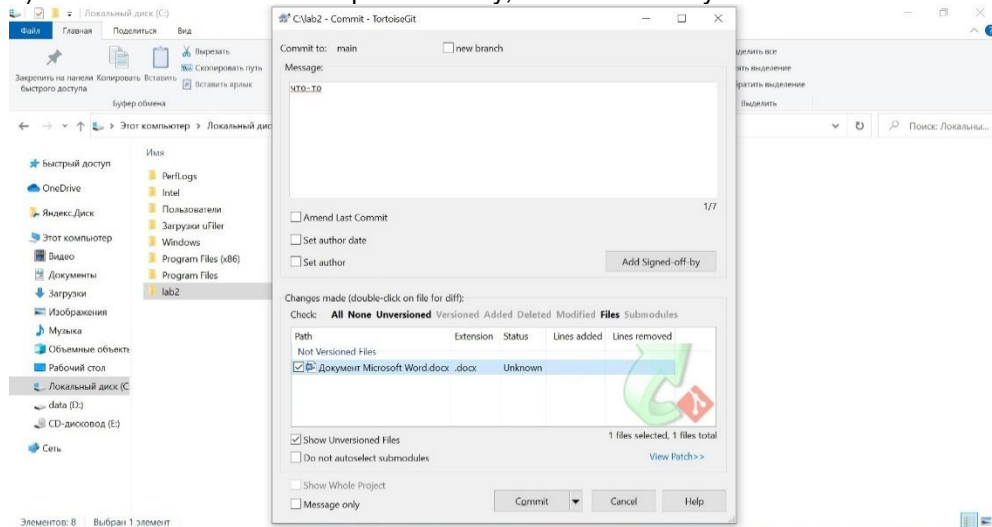 Локальный диск (C:)
Файл Главная Поделиться Вид
Закрепить на панели быстрого доступа
Копировать
Вставить
Вырезать
Скопировать путь
Вставить ярлык
Буфер обмена
Выделить
Этот компьютер > Локальный дис
Поиск: Локальны...
Быстрый доступ
OneDrive
Яндекс.Диск
Этот компьютер
Видео
Документы
Загрузки
Изображения
Музыка
Объемные объекты
Рабочий стол
Локальный диск (C
data (D:)
CD-дисковод (E:)
Сеть
Имя
PerfLogs
Intel
Пользователи
Загрузки uFiler
Windows
Program Files (x86)
Program Files
lab2
Элементов: 8 Выбран 1 элемент
C:\lab2 - Commit - TortoiseGit
Commit to: main
new branch
Message:
что-то
1/7
Amend Last Commit
Set author date
Set author
Add Signed-off-by
Changes made (double-click on file for diff):
Check: All None Unversioned Versioned Added Deleted Modified Files Submodules
Path Extension Status Lines added Lines removed
Not Versioned Files
Документ Microsoft Word.docx .docx Unknown
Show Unversioned Files
1 files selected, 1 files total
Do not autoselect submodules
View Patch>>
Show Whole Project
Message only
Commit Cancel Help